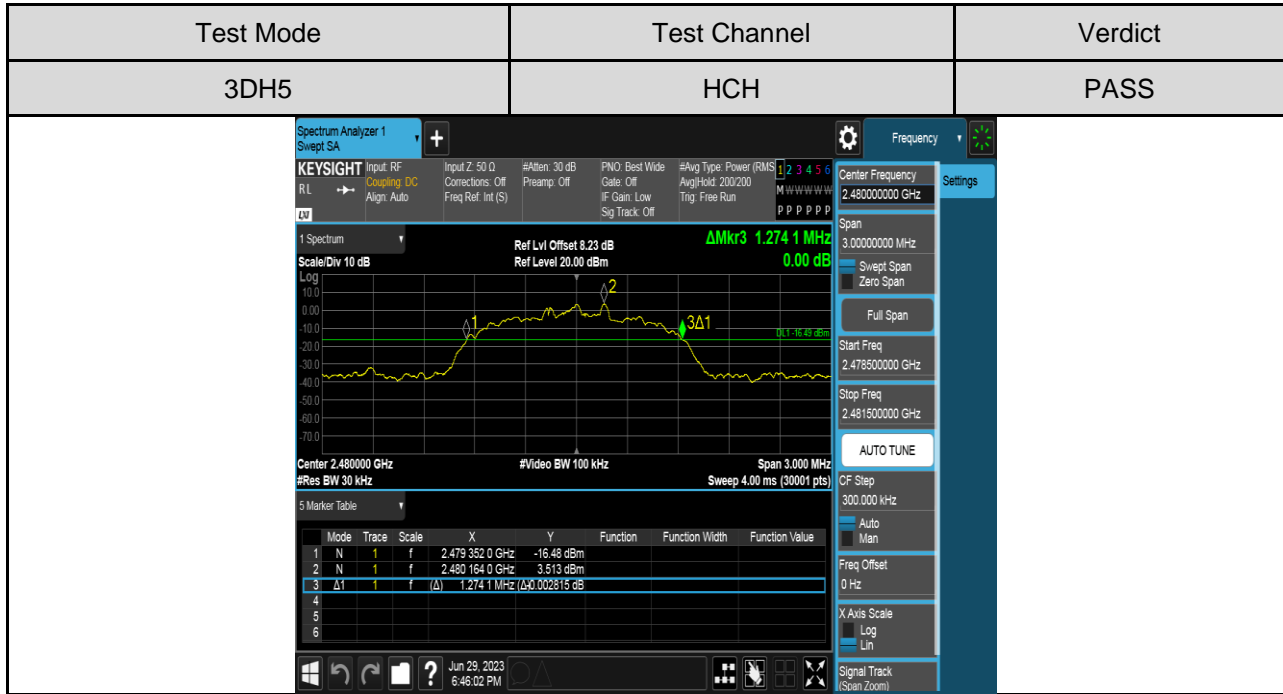 Test Mode Test Channel Verdict
3DH5 HCH PASS
Spectrum Analyzer 1
Swept SA
+
Frequency
KEYSIGHT
RL
LXI
Input: RF
Coupling: DC
Align: Auto
Input Z: 50 Ω
Corrections: Off
Freq Ref: Int (S)
#Atten: 30 dB
Preamp: Off
PNO: Best Wide
Gate: Off
IF Gain: Low
Sig Track: Off
#Avg Type: Power (RMS
Avg|Hold: 200/200
Trig: Free Run
1 2 3 4 5 6
M W W W W W
P P P P P P
Center Frequency
2.480000000 GHz
Settings
1 Spectrum
Scale/Div 10 dB
Ref Lvl Offset 8.23 dB
Ref Level 20.00 dBm
ΔMkr3 1.274 1 MHz
0.00 dB
Log
10.0
0.00
-10.0
-20.0
-30.0
-40.0
-50.0
-60.0
-70.0
1
2
3Δ1
DL1 -16.49 dBm
Center 2.480000 GHz
#Res BW 30 kHz
#Video BW 100 kHz
Span 3.000 MHz
Sweep 4.00 ms (30001 pts)
Span
3.00000000 MHz
Swept Span
Zero Span
Full Span
Start Freq
2.478500000 GHz
Stop Freq
2.481500000 GHz
AUTO TUNE
CF Step
300.000 kHz
Auto
Man
Freq Offset
0 Hz
X Axis Scale
Log
Lin
Signal Track
(Span Zoom)
5 Marker Table
Mode Trace Scale X Y Function Function Width Function Value
1 N 1 f 2.479 352 0 GHz -16.48 dBm
2 N 1 f 2.480 164 0 GHz 3.513 dBm
3 Δ1 1 f (Δ) 1.274 1 MHz (Δ) -0.002815 dB
4
5
6
?
Jun 29, 2023
6:46:02 PM